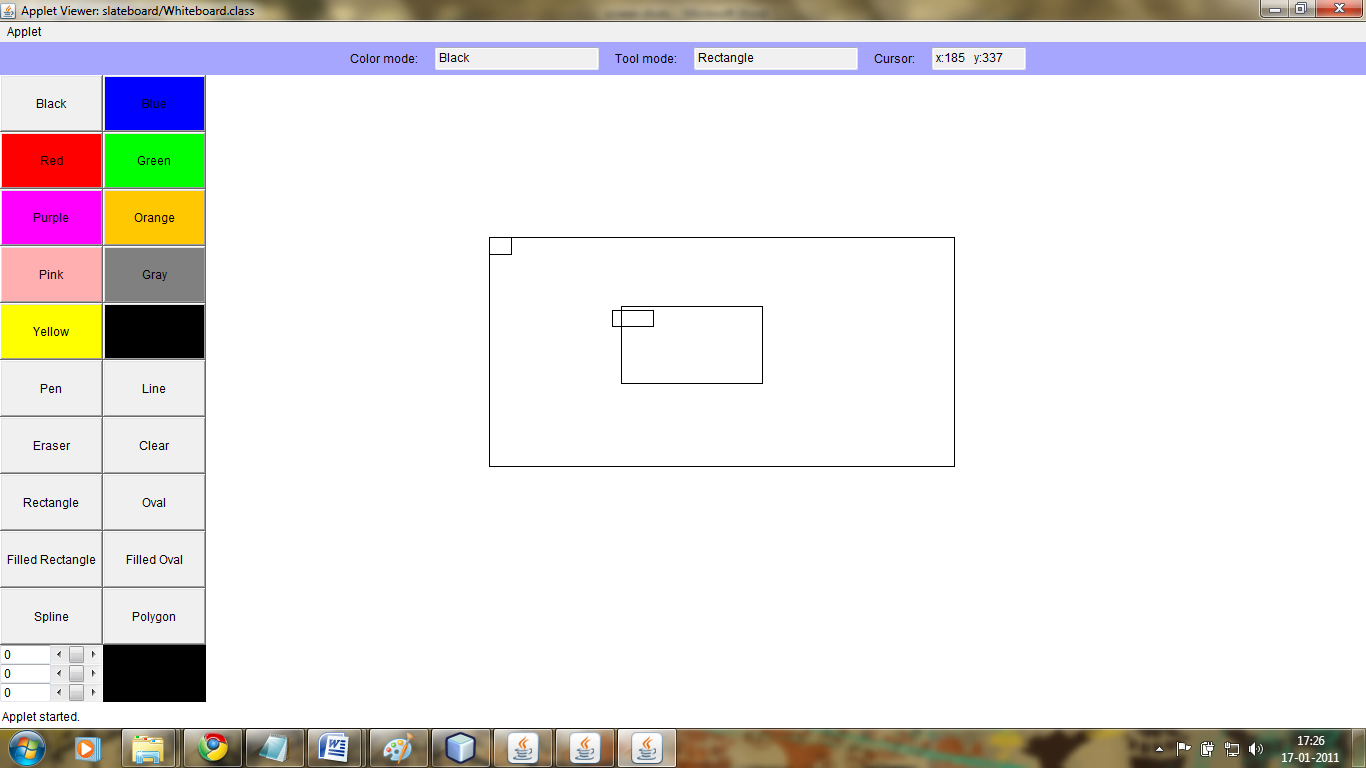 Applet Viewer: slateboard/Whiteboard.class
Applet
Color mode: Black Tool mode: Rectangle Cursor: x:185 y:337
Black Blue
Red Green
Purple Orange
Pink Gray
Yellow
Pen Line
Eraser Clear
Rectangle Oval
Filled Rectangle Filled Oval
Spline Polygon
0
0
0
Applet started.
17:26
17-01-2011